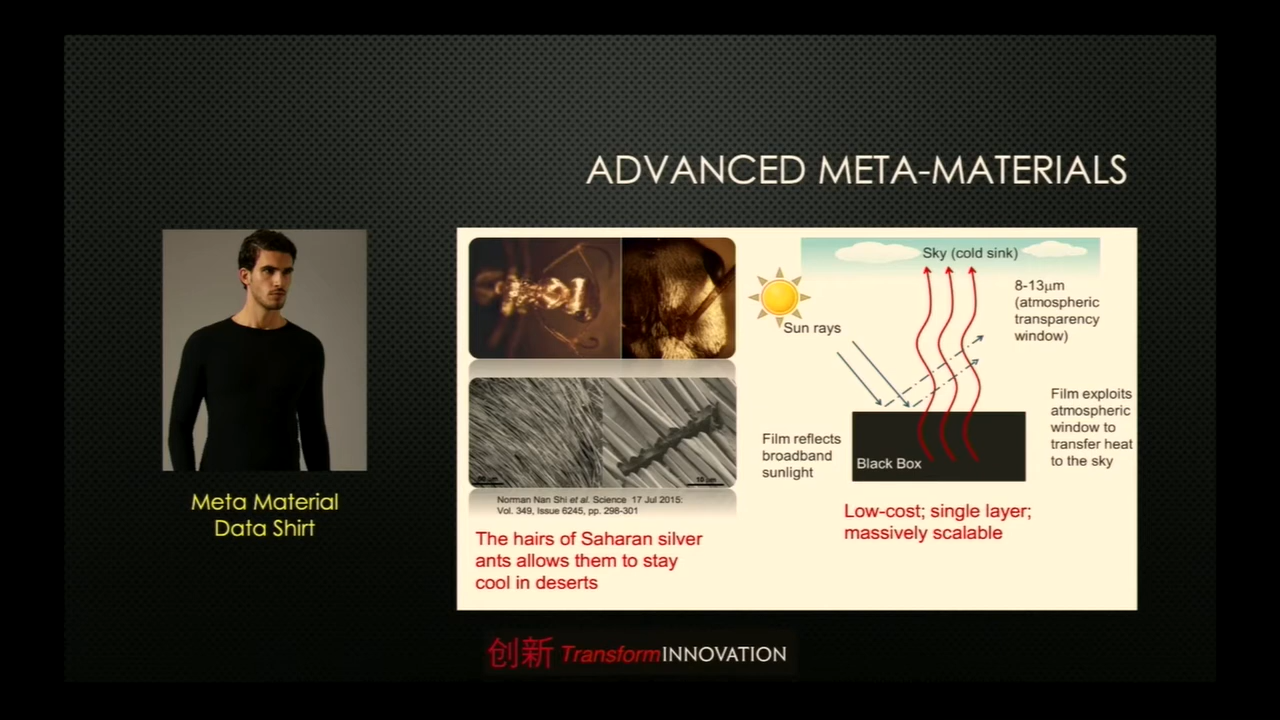 ADVANCED META-MATERIALS
Meta Material
Data Shirt
Norman Nan Shi et al. Science 17 Jul 2015:
Vol. 349, Issue 6245, pp. 298-301
The hairs of Saharan silver
ants allows them to stay
cool in deserts
Sky (cold sink)
Sun rays
8-13µm
(atmospheric
transparency
window)
Film reflects
broadband
sunlight
Black Box
Film exploits
atmospheric
window to
transfer heat
to the sky
Low-cost; single layer;
massively scalable
创新 TransformINNOVATION